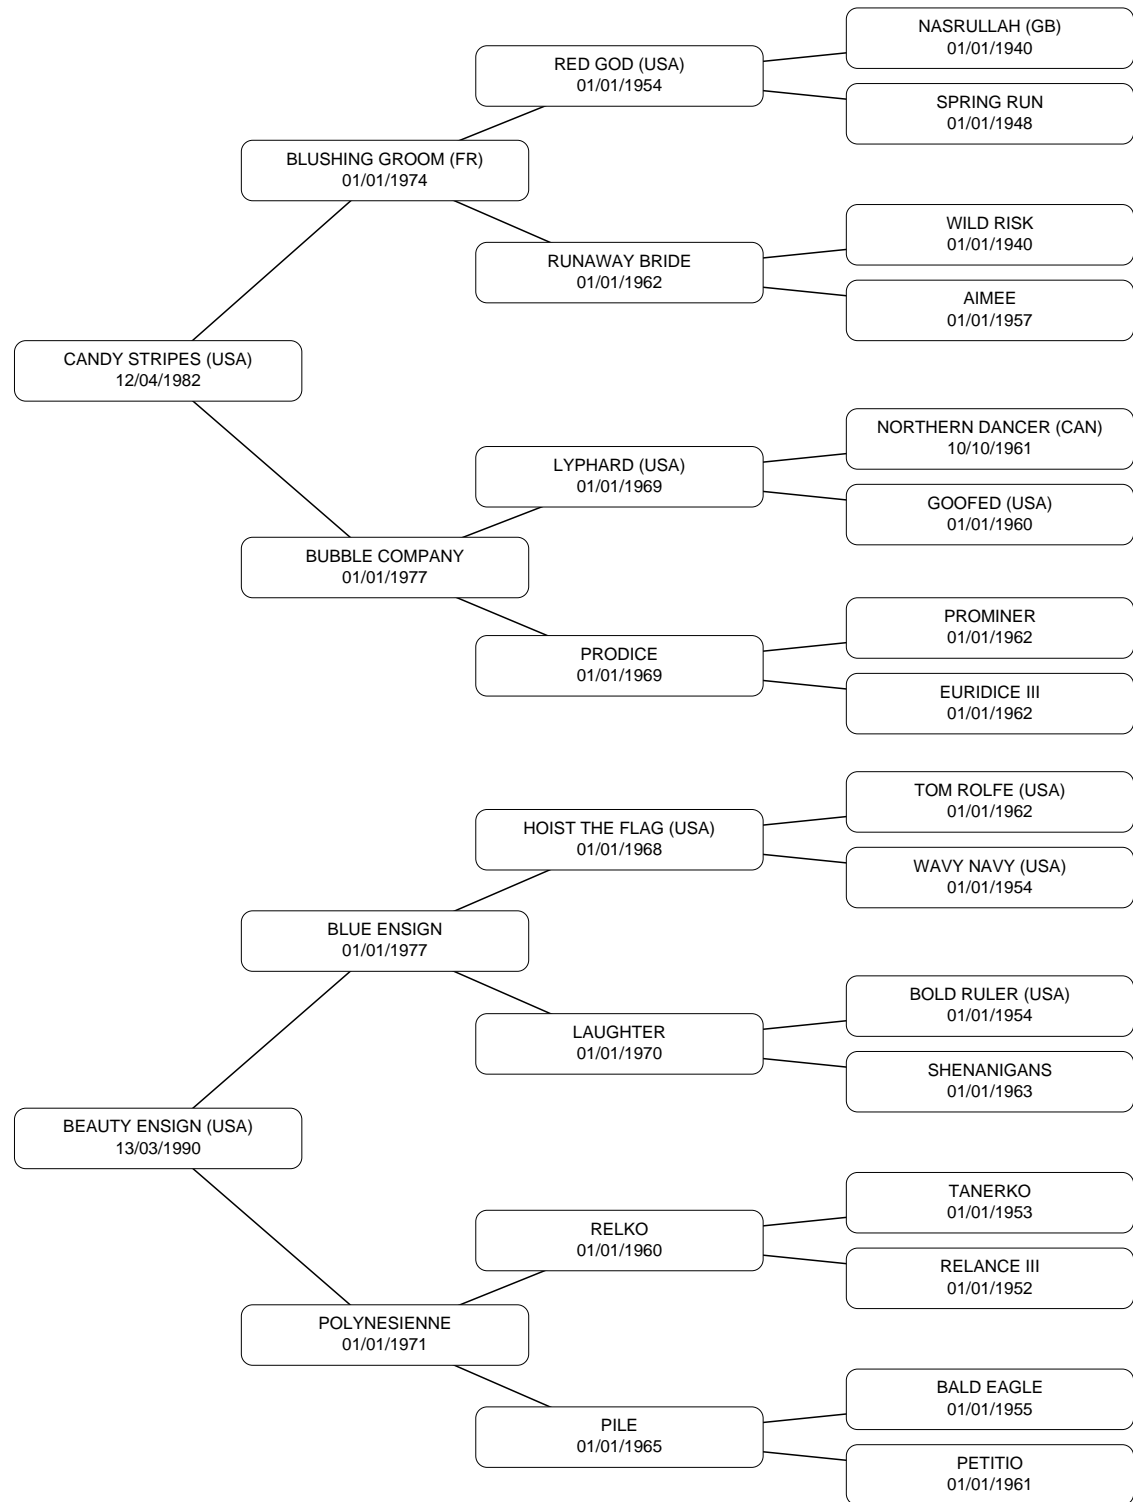 NASRULLAH (GB)
01/01/1940
RED GOD (USA)
01/01/1954
SPRING RUN
01/01/1948
BLUSHING GROOM (FR)
01/01/1974
WILD RISK
01/01/1940
RUNAWAY BRIDE
01/01/1962
AIMEE
01/01/1957
CANDY STRIPES (USA)
12/04/1982
NORTHERN DANCER (CAN)
10/10/1961
LYPHARD (USA)
01/01/1969
GOOFED (USA)
01/01/1960
BUBBLE COMPANY
01/01/1977
PROMINER
01/01/1962
PRODICE
01/01/1969
EURIDICE III
01/01/1962
TOM ROLFE (USA)
01/01/1962
HOIST THE FLAG (USA)
01/01/1968
WAVY NAVY (USA)
01/01/1954
BLUE ENSIGN
01/01/1977
BOLD RULER (USA)
01/01/1954
LAUGHTER
01/01/1970
SHENANIGANS
01/01/1963
BEAUTY ENSIGN (USA)
13/03/1990
TANERKO
01/01/1953
RELKO
01/01/1960
RELANCE III
01/01/1952
POLYNESIENNE
01/01/1971
BALD EAGLE
01/01/1955
PILE
01/01/1965
PETITIO
01/01/1961